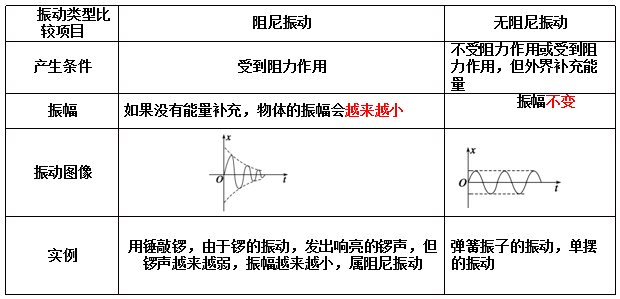 振动类型比
较项目
阻尼振动
无阻尼振动
产生条件
受到阻力作用
不受阻力作用或受到阻
力作用，但外界补充能
量
振幅
如果没有能量补充，物体的振幅会越来越小
振幅不变
振动图像
x
O
t
x
O
t
实例
用锤敲锣，由于锣的振动，发出响亮的锣声，但
锣声越来越弱，振幅越来越小，属阻尼振动
弹簧振子的振动，单摆
的振动